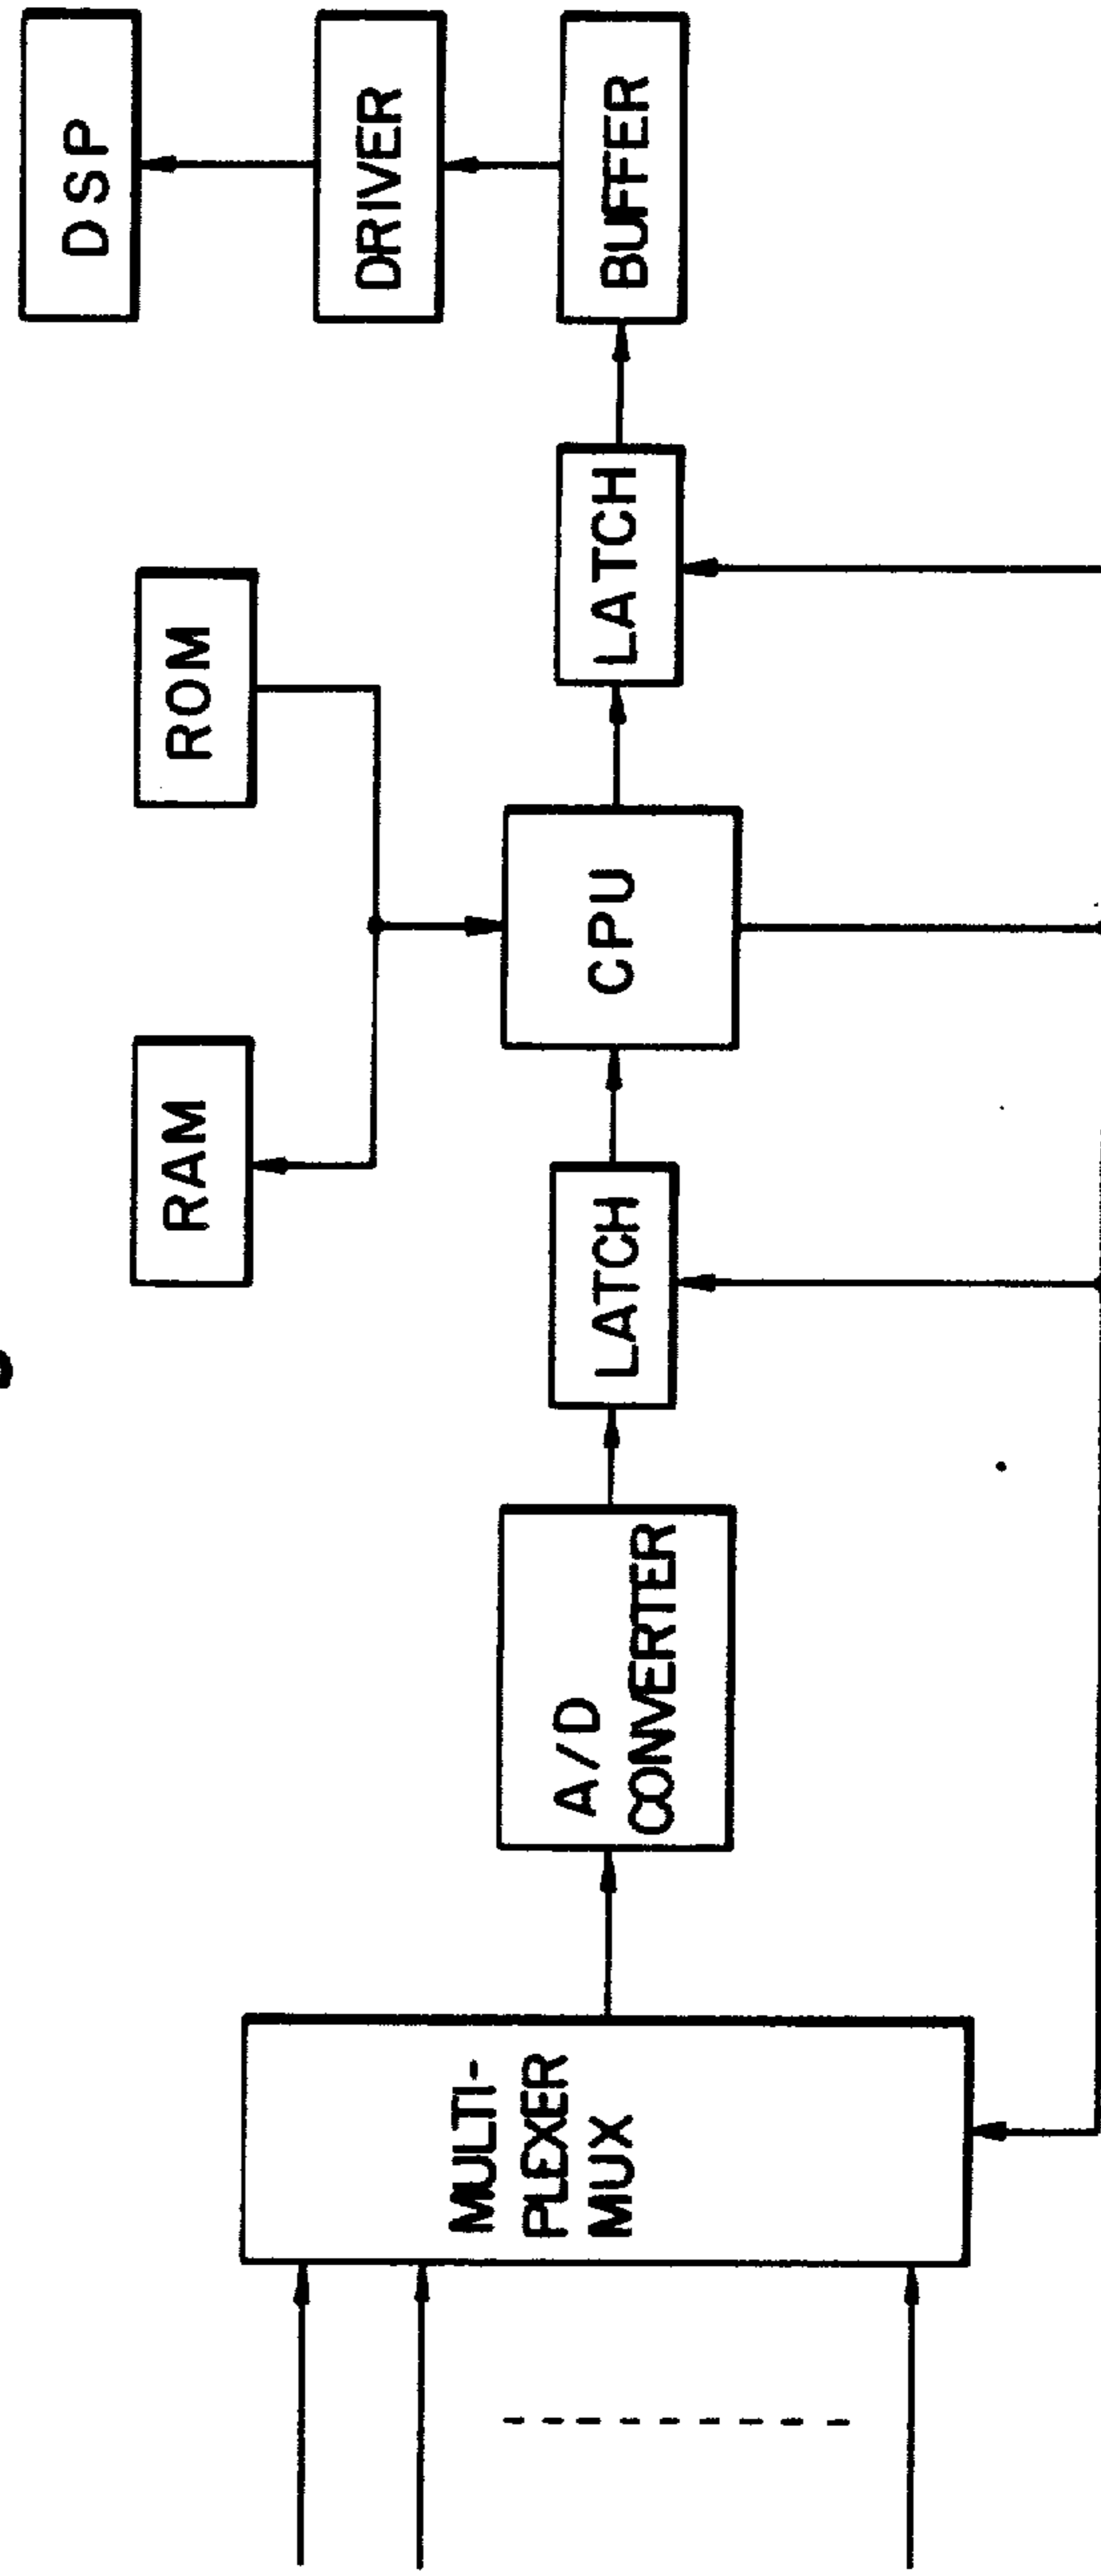 MULTI-
PLEXER
MUX
A/D
CONVERTER
LATCH
RAM
CPU
ROM
LATCH
BUFFER
DRIVER
DSP